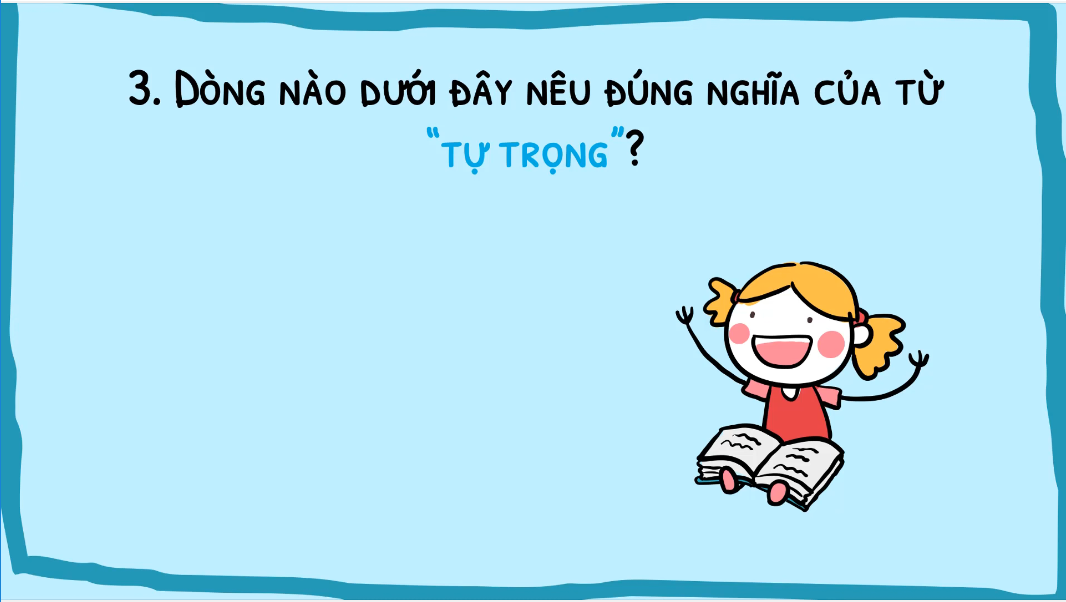 3. Dòng nào dưới đây nêu đúng nghĩa của từ
“tự trọng”?